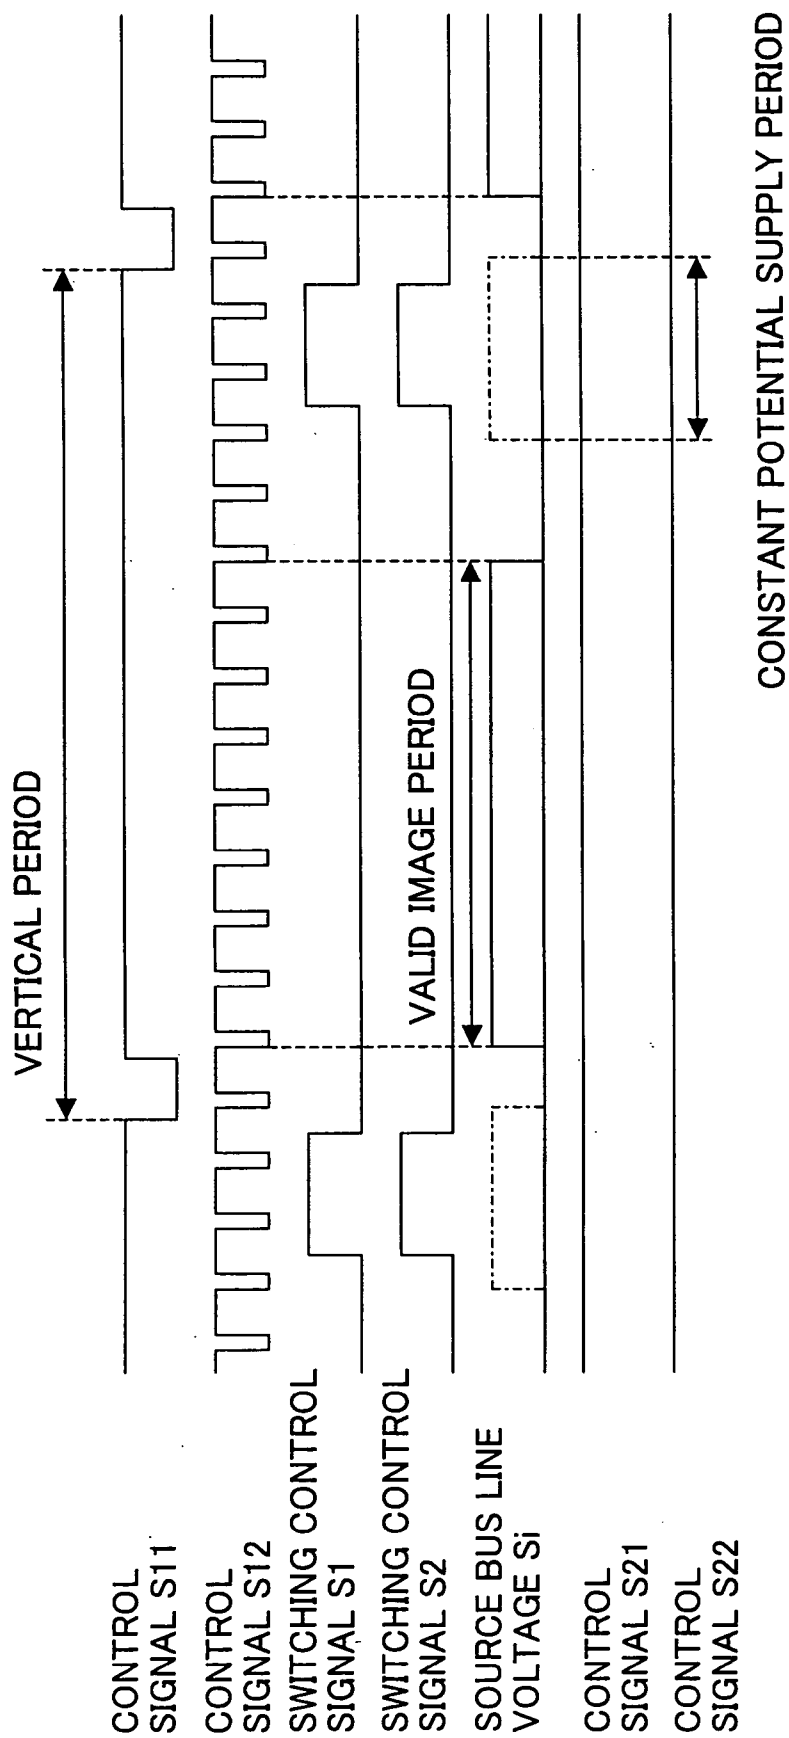 VERTICAL PERIOD
CONTROL
SIGNAL S11
CONTROL
SIGNAL S12
SWITCHING CONTROL
SIGNAL S1
SWITCHING CONTROL
SIGNAL S2
VALID IMAGE PERIOD
SOURCE BUS LINE
VOLTAGE Si
CONTROL
SIGNAL S21
CONTROL
SIGNAL S22
CONSTANT POTENTIAL SUPPLY PERIOD